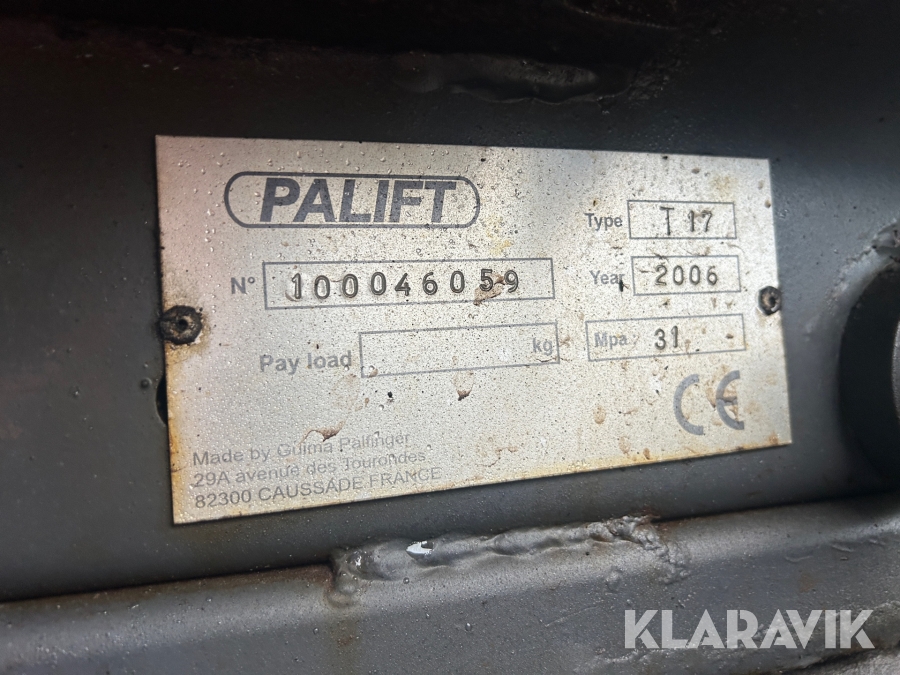 PALIFT
Type T 17
N° 100046059
Year 2006
Pay load kg
Mpa 31
CE
Made by Guima Palfinger
29A avenue des Tourondes
82300 CAUSSADE FRANCE
KLARAVIK